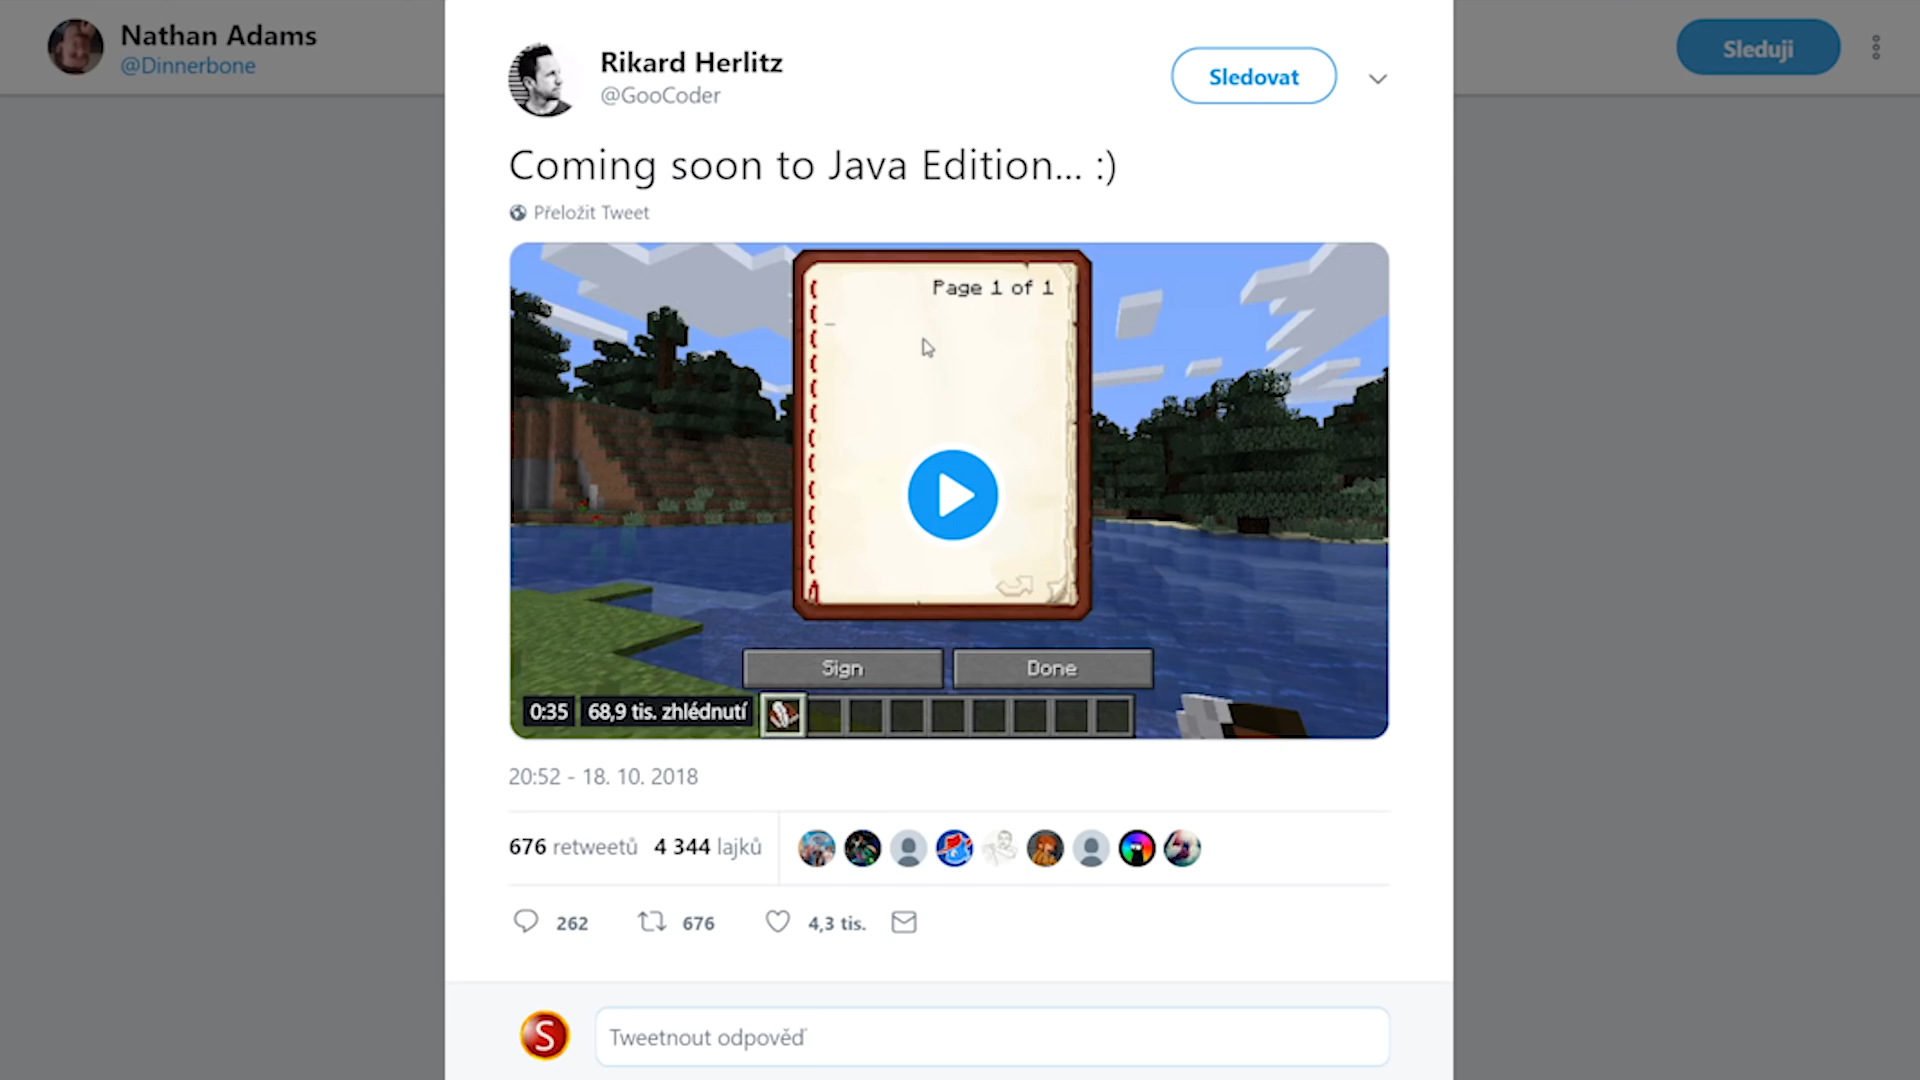 Nathan Adams
@Dinnerbone
Sleduji
Rikard Herlitz
@GooCoder
Sledovat
Coming soon to Java Edition... :)
Přeložit Tweet
Page 1 of 1
Sign
Done
0:35
68,9 tis. zhlédnutí
20:52 - 18. 10. 2018
676 retweetů 4 344 lajků
262
676
4,3 tis.
S
Tweetnout odpověď